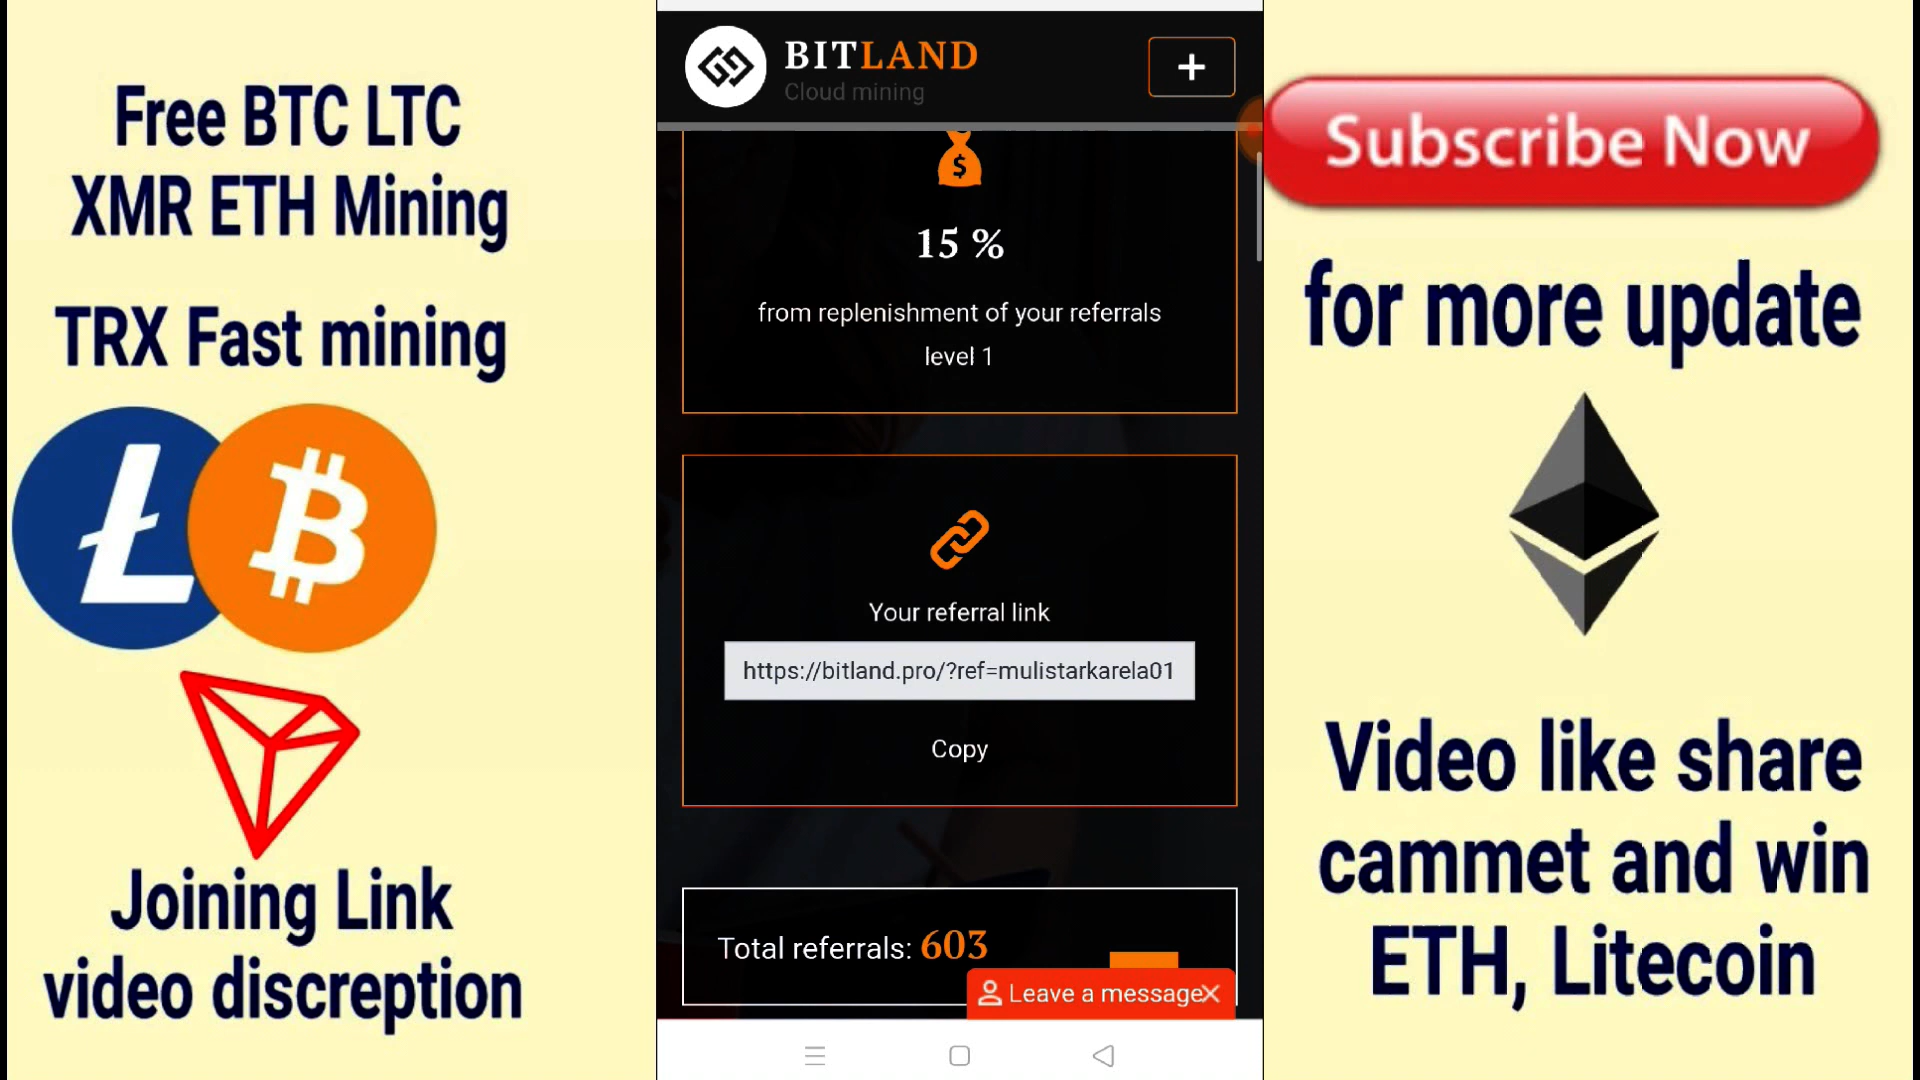 Free BTC LTC
XMR ETH Mining
TRX Fast mining
Joining Link
video discreption
BITLAND
Cloud mining
+
$
15 %
from replenishment of your referrals
level 1
Your referral link
https://bitland.pro/?ref=mulistarkarela01
Copy
Total referrals: 603
Leave a message
Subscribe Now
for more update
Video like share
cammet and win
ETH, Litecoin